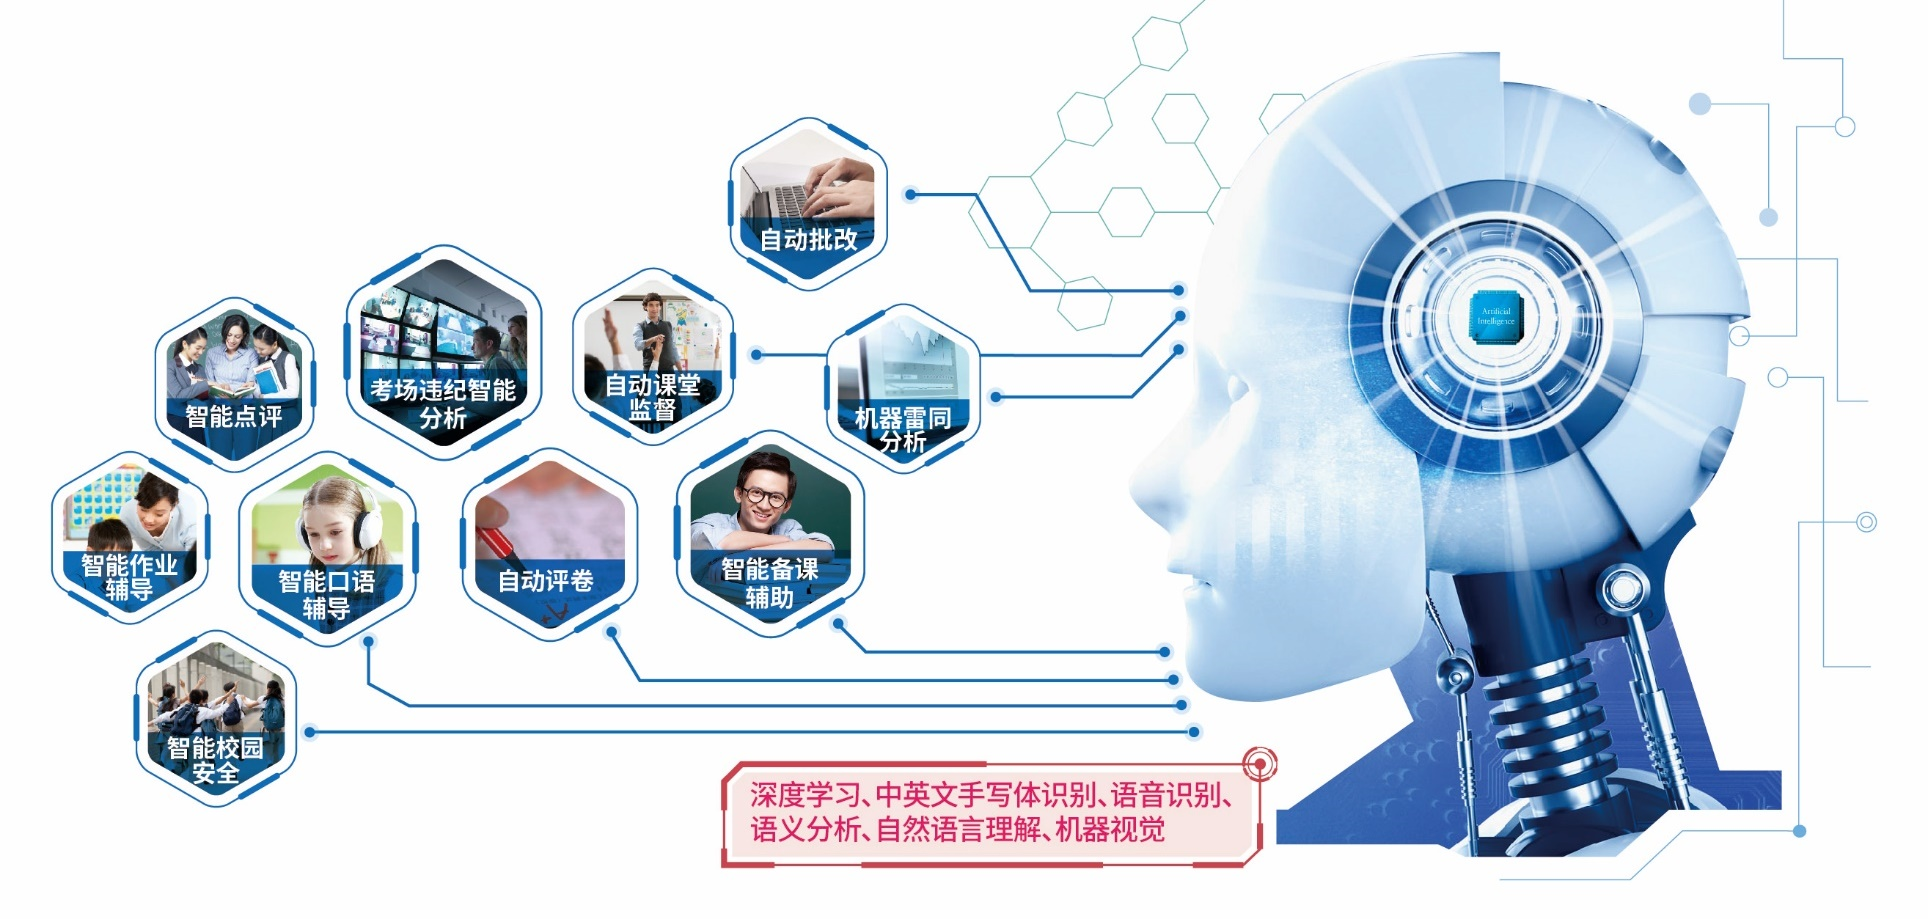 自动批改
Artificial
Intelligence
考场违纪智能
分析
自动课堂
监督
智能点评
机器雷同
分析
智能作业
辅导
智能口语
辅导
自动评卷
智能备课
辅助
智能校园
安全
深度学习、中英文手写体识别、语音识别、
语义分析、自然语言理解、机器视觉